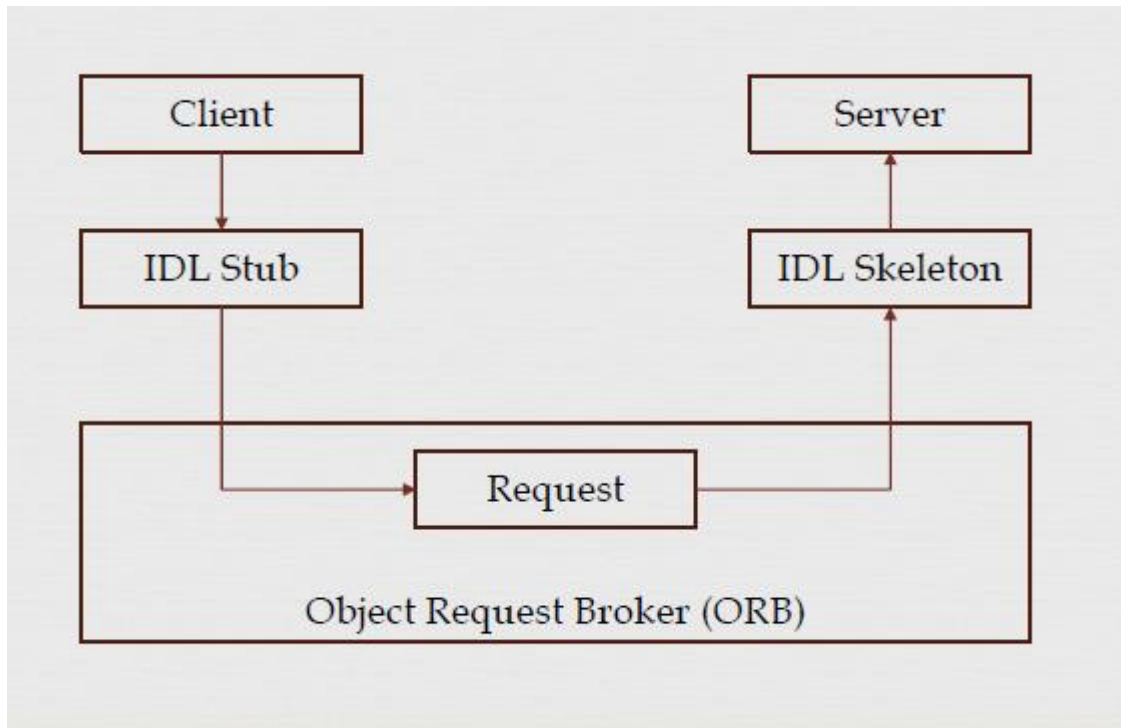 Client
Server
IDL Stub
IDL Skeleton
Request
Object Request Broker (ORB)